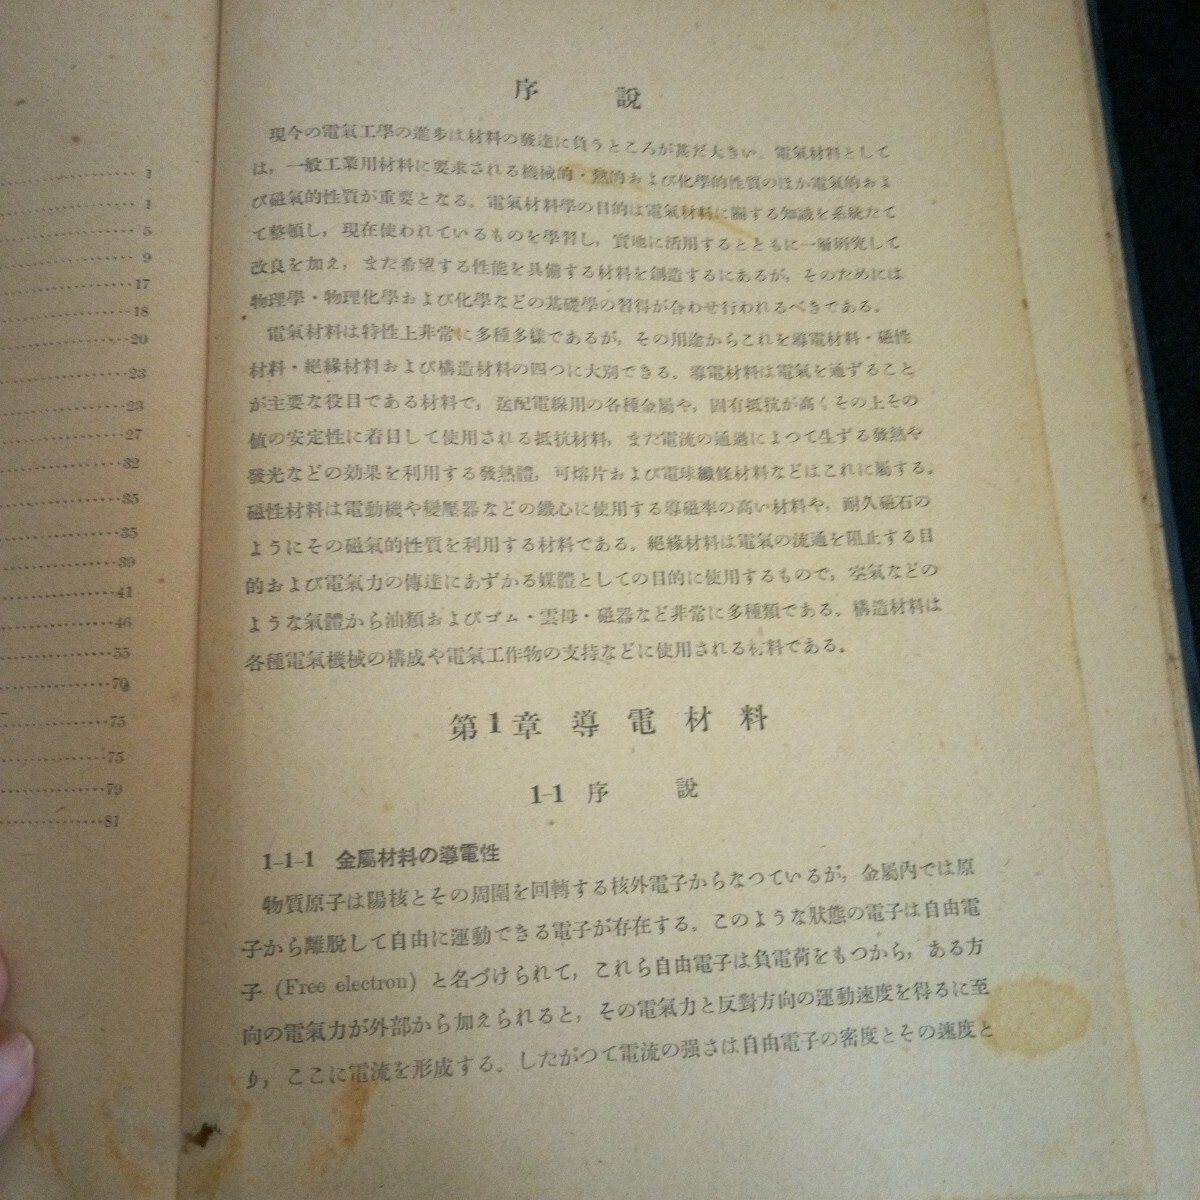 1
1
5
9
17
18
20
23
23
27
32
35
35
39
41
46
55
70
75
75
79
81
序 說
現今の電氣工學の進步は材料の發達に負うところが甚だ大きい。電氣材料として
は，一般工業用材料に要求される機械的・熱的および化學的性質のほか電氣的およ
び磁氣的性質が重要となる。電氣材料學の目的は電氣材料に關する知識を系統だて
て整頓し，現在使われているものを學習し，實地に活用するとともに一層硏究して
改良を加え，また希望する性能を具備する材料を創造するにあるが，そのためには
物理學・物理化學および化學などの基礎學の習得が合わせ行われるべきである。
電氣材料は特性上非常に多種多樣であるが，その用途からこれを導電材料・磁性
材料・絕緣材料および構造材料の四つに大別できる。導電材料は電氣を通ずること
が主要な役目である材料で，送配電線用の各種金屬や，固有抵抗が高くその上その
値の安定性に着目して使用される抵抗材料，また電流の通過によつて生ずる發熱や
發光などの効果を利用する發熱體，可熔片および電球纖條材料などはこれに屬する。
磁性材料は電動機や變壓器などの鐵心に使用する導磁率の高い材料や，耐久磁石の
ようにその磁氣的性質を利用する材料である。絕緣材料は電氣の流通を阻止する目
的および電氣力の傳達にあずかる媒體としての目的に使用するもので，空氣などの
ような氣體から油類およびゴム・雲母・磁器など非常に多種類である。構造材料は
各種電氣機械の構成や電氣工作物の支持などに使用される材料である。
第1章 導電材料
1-1 序 說
1-1-1 金屬材料の導電性
物質原子は陽核とその周圍を回轉する核外電子からなつているが，金屬內では原
子から離脫して自由に運動できる電子が存在する。このような狀態の電子は自由電
子 (Free electron) と名づけられて，これら自由電子は負電荷をもつから，ある方
向の電氣力が外部から加えられると，その電氣力と反對方向の運動速度を得るに至
り，ここに電流を形成する。したがつて電流の强さは自由電子の密度とその速度と